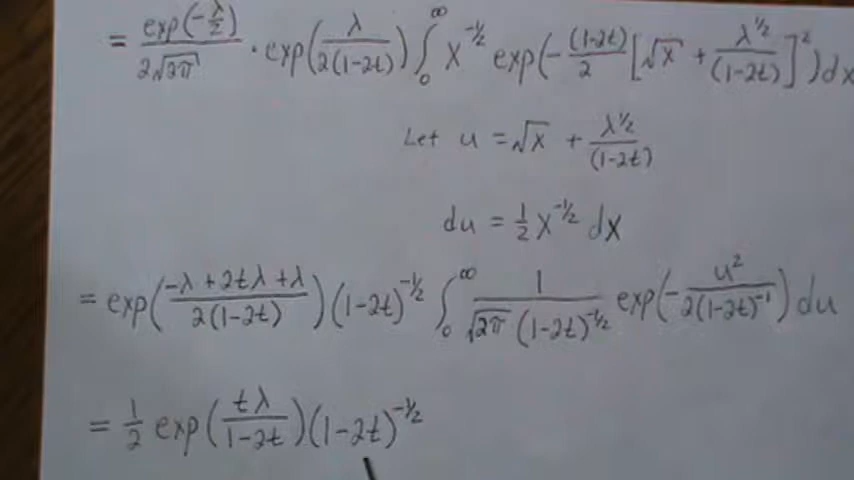 = exp(-λ/2) / 2√2π · exp(λ / 2(1-2t)) ∫₀^∞ x^{-1/2} exp(-(1-2t)/2 [√x + λ^{1/2} / (1-2t)]²) dx
Let u = √x + λ^{1/2} / (1-2t)
du = 1/2 x^{-1/2} dx
= exp((-λ + 2tλ + λ) / 2(1-2t)) (1-2t)^{-1/2} ∫₀^∞ 1 / (√2π (1-2t)^{-1/2}) exp(-u² / 2(1-2t)^{-1}) du
= 1/2 exp(tλ / 1-2t) (1-2t)^{-1/2}